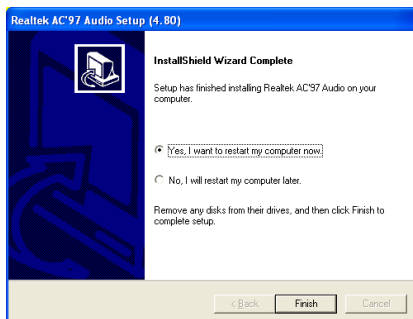 Realtek AC'97 Audio Setup (4.80)
InstallShield Wizard Complete
Setup has finished installing Realtek AC'97 Audio on your
computer.
Yes, I want to restart my computer now.
No, I will restart my computer later.
Remove any disks from their drives, and then click Finish to
complete setup.
< Back Finish Cancel